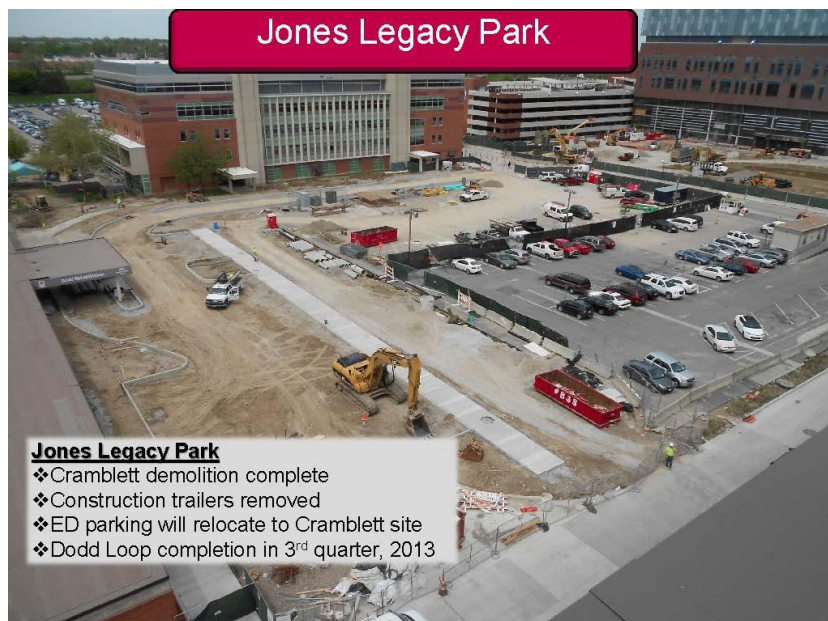 Jones Legacy Park
Jones Legacy Park
❖Cramblett demolition complete
❖Construction trailers removed
❖ED parking will relocate to Cramblett site
❖Dodd Loop completion in 3rd quarter, 2013